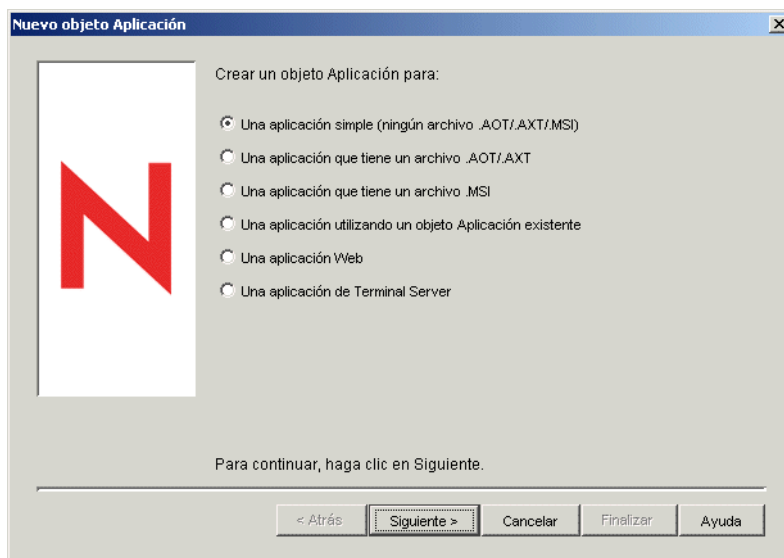 Nuevo objeto Aplicación
Crear un objeto Aplicación para:
Una aplicación simple (ningún archivo .AOT/.AXT/.MSI)
Una aplicación que tiene un archivo .AOT/.AXT
Una aplicación que tiene un archivo .MSI
Una aplicación utilizando un objeto Aplicación existente
Una aplicación Web
Una aplicación de Terminal Server
N
Para continuar, haga clic en Siguiente.
< Atrás Siguiente > Cancelar Finalizar Ayuda